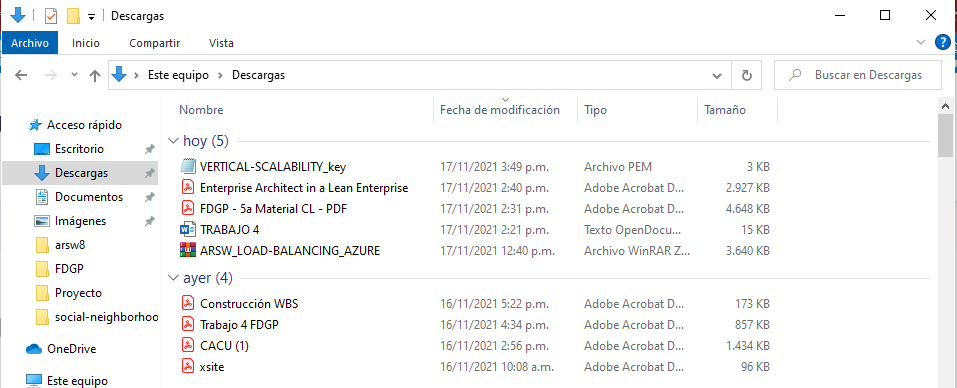 Descargas
Archivo Inicio Compartir Vista
Este equipo Descargas Buscar en Descargas
Nombre Fecha de modificación Tipo Tamaño
Acceso rápido
Escritorio
Descargas
Documentos
Imágenes
arsw8
FDGP
Proyecto
social-neighborhoo
OneDrive
Este equipo
hoy (5)
VERTICAL-SCALABILITY_key 17/11/2021 3:49 p.m. Archivo PEM 3 KB
Enterprise Architect in a Lean Enterprise 17/11/2021 2:40 p.m. Adobe Acrobat D... 2.927 KB
FDGP - 5a Material CL - PDF 17/11/2021 2:31 p.m. Adobe Acrobat D... 4.648 KB
TRABAJO 4 17/11/2021 2:21 p.m. Texto OpenDocu... 15 KB
ARSW_LOAD-BALANCING_AZURE 17/11/2021 12:40 p.m. Archivo WinRAR Z... 3.640 KB
ayer (4)
Construcción WBS 16/11/2021 5:22 p.m. Adobe Acrobat D... 173 KB
Trabajo 4 FDGP 16/11/2021 4:34 p.m. Adobe Acrobat D... 857 KB
CACU (1) 16/11/2021 2:56 p.m. Adobe Acrobat D... 1.434 KB
xsite 16/11/2021 10:08 a.m. Adobe Acrobat D... 96 KB